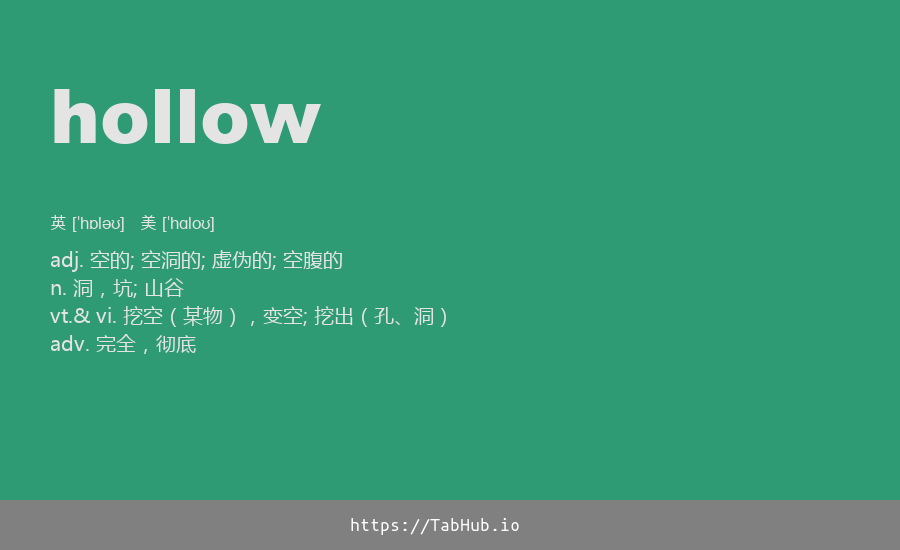 hollow
英 [ˈhɒləʊ] 美 [ˈhɑloʊ]
adj. 空的; 空洞的; 虚伪的; 空腹的
n. 洞，坑; 山谷
vt.& vi. 挖空（某物），变空; 挖出（孔、洞）
adv. 完全，彻底
https://TabHub.io